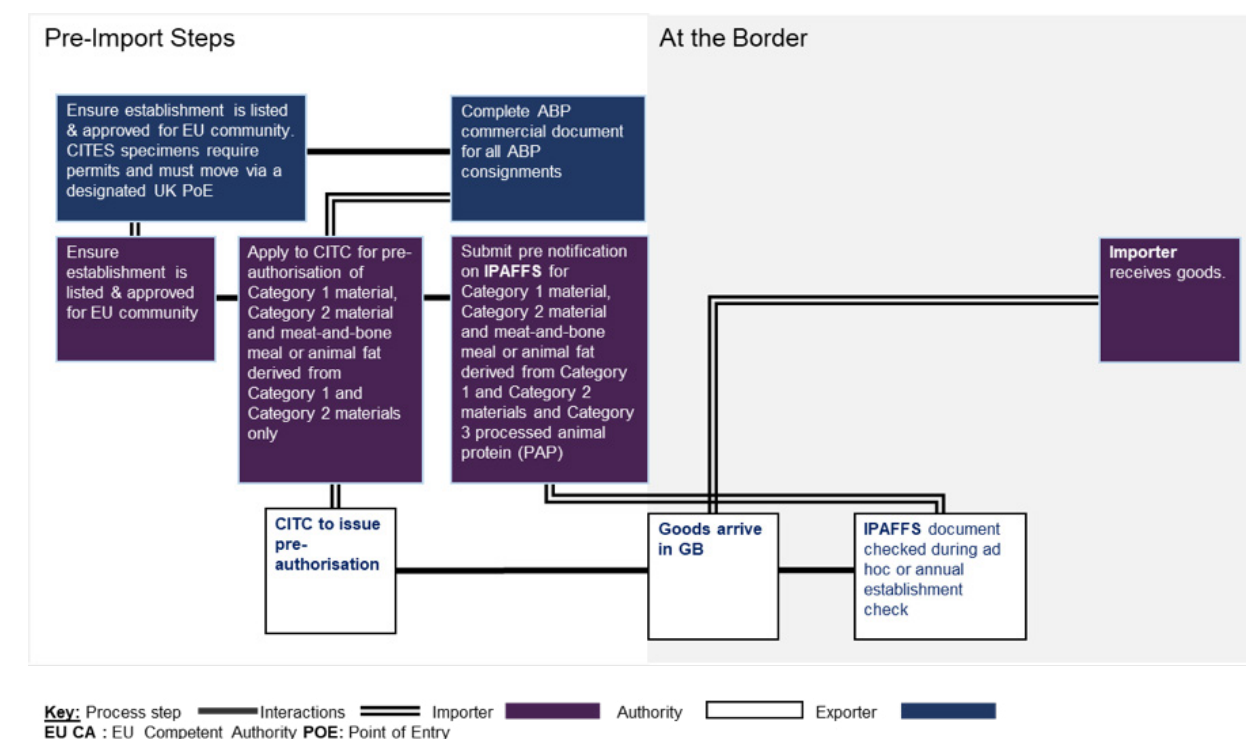 Pre-Import Steps
At the Border
Ensure establishment is listed
& approved for EU community.
CITES specimens require
permits and must move via a
designated UK PoE
Complete ABP
commercial document
for all ABP
consignments
Ensure
establishment is
listed & approved
for EU community
Apply to CITC for pre-
authorisation of
Category 1 material,
Category 2 material
and meat-and-bone
meal or animal fat
derived from
Category 1 and
Category 2 materials
only
Submit pre notification
on IPAFFS for
Category 1 material,
Category 2 material
and meat-and-bone
meal or animal fat
derived from Category
1 and Category 2
materials and Category
3 processed animal
protein (PAP)
Importer
receives goods.
CITC to issue
pre-
authorisation
Goods arrive
in GB
IPAFFS document
checked during ad
hoc or annual
establishment
check
Key: Process step Interactions Importer Authority Exporter
EU CA : EU Competent Authority POE: Point of Entry